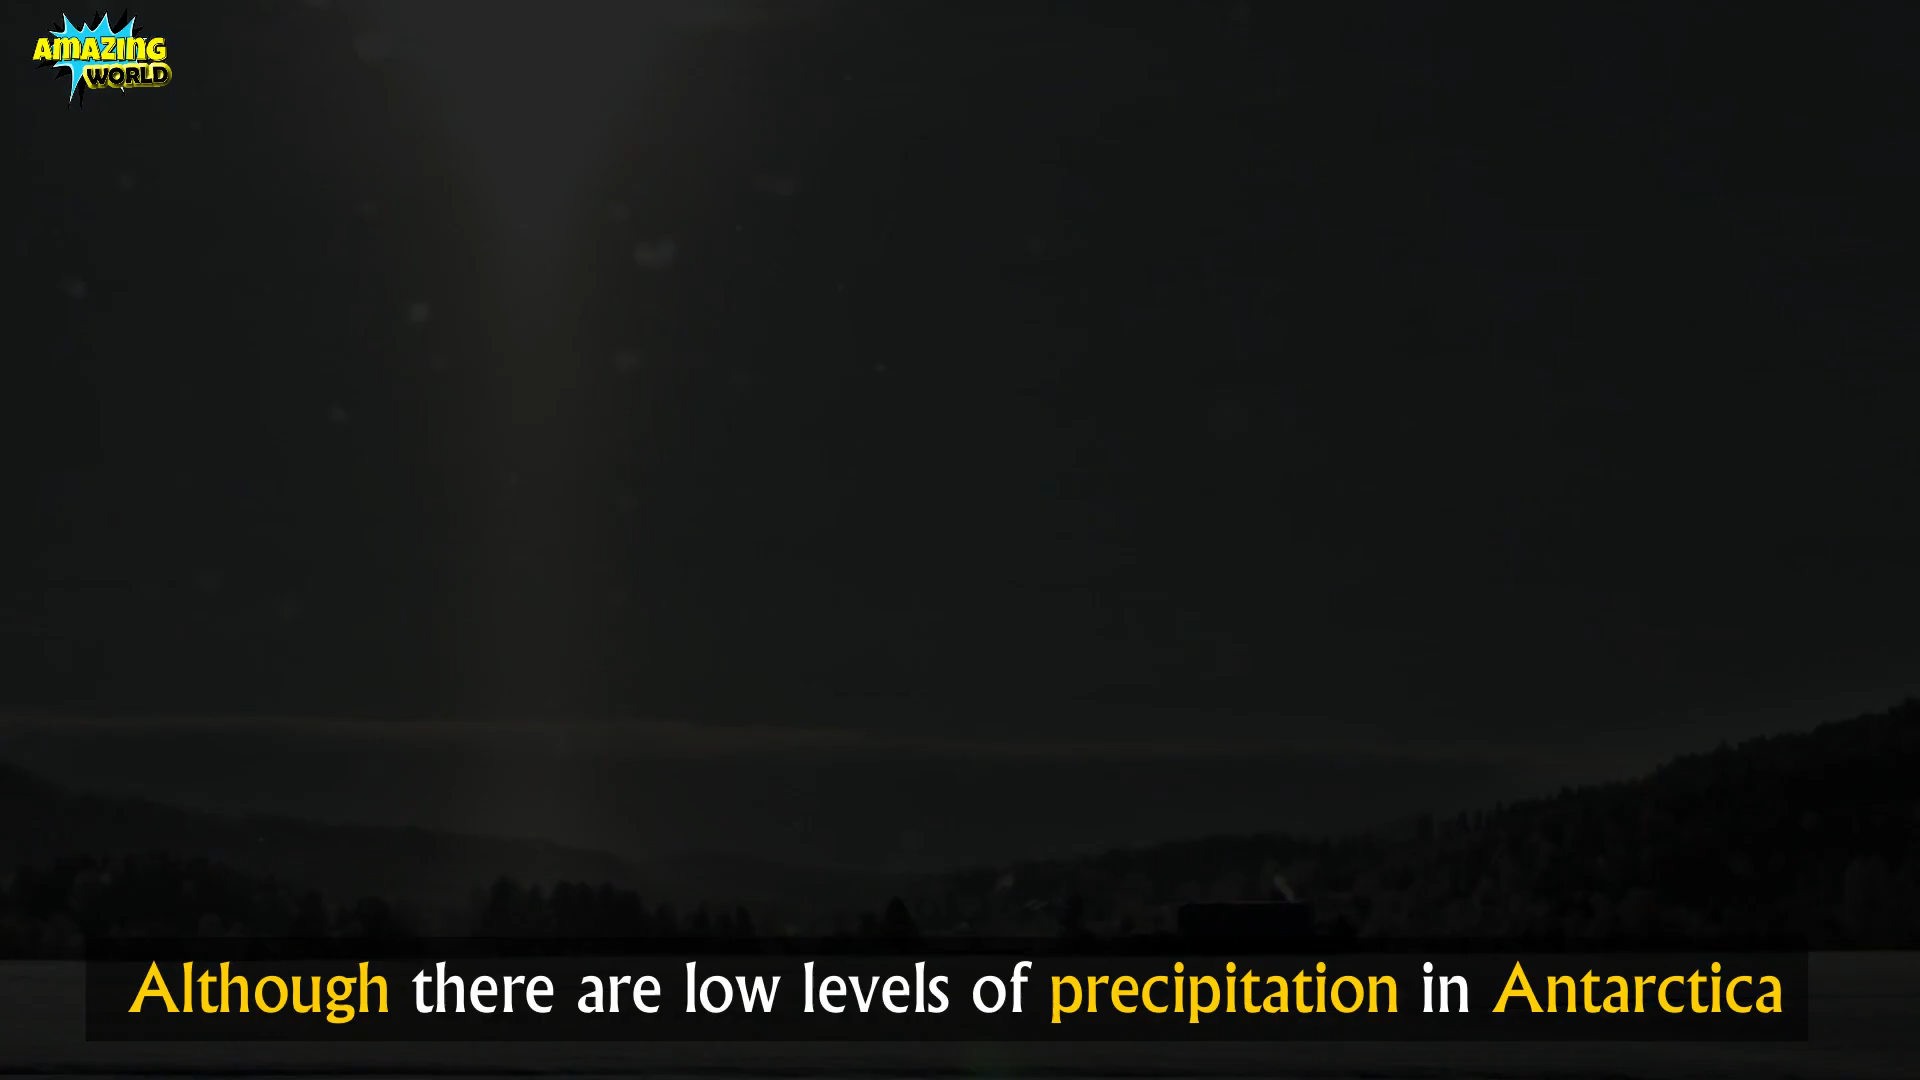 AMAZING
WORLD
Although there are low levels of precipitation in Antarctica